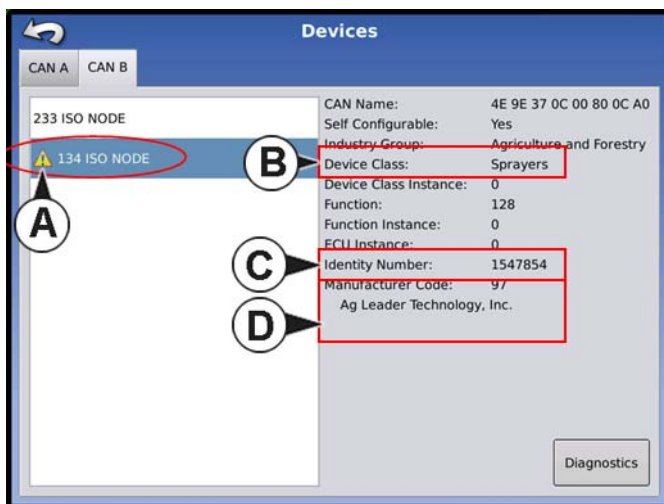 Devices
CAN A
CAN B
233 ISO NODE
134 ISO NODE
A
B
C
D
CAN Name: 4E 9E 37 0C 00 80 0C A0
Self Configurable: Yes
Industry Group: Agriculture and Forestry
Device Class: Sprayers
Device Class Instance: 0
Function: 128
Function Instance: 0
ECU Instance: 0
Identity Number: 1547854
Manufacturer Code: 97
Ag Leader Technology, Inc.
Diagnostics